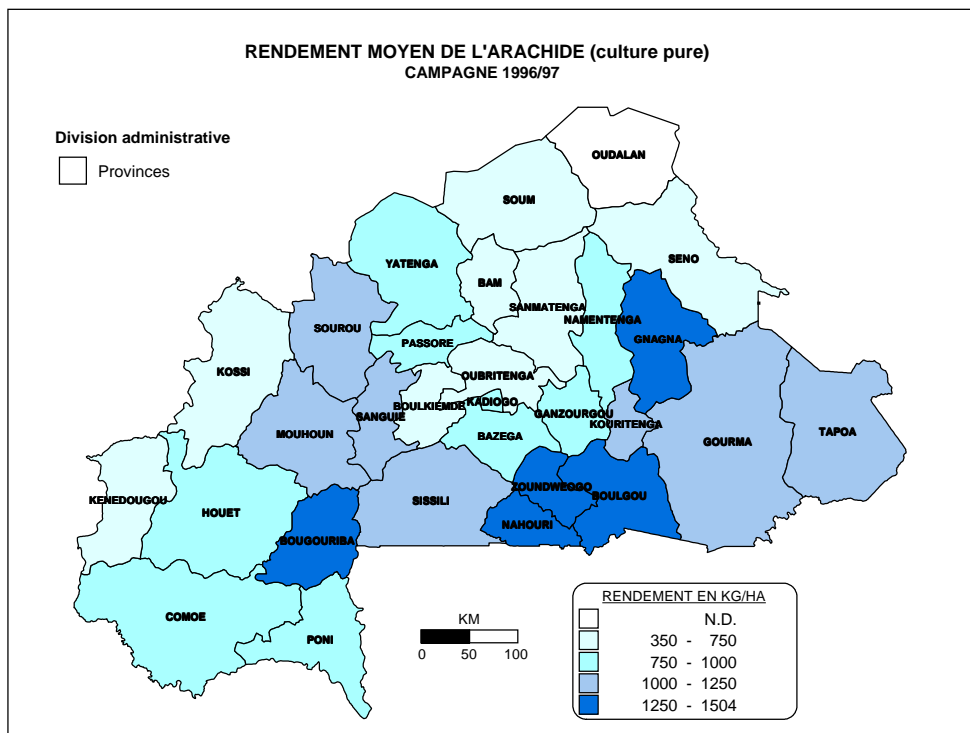 RENDEMENT MOYEN DE L'ARACHIDE (culture pure)
CAMPAGNE 1996/97
Division administrative
Provinces
OUDALAN
SOUM
SENO
YATENGA
BAM
SANMATENGA
NAMENTENGA
SOUROU
GNAGNA
PASSORE
KOSSI
OUBRITENGA
BOULKIEMDE
KADIOGO
SANGUIE
GANZOURGOU
KOURITENGA
MOUHOUN
BAZEGA
GOURMA
TAPOA
KENEDOUGOU
HOUET
SISSILI
ZOUNDWEOGO
BOULGOU
NAHOURI
BOUGOURIBA
COMOE
PONI
KM
0 50 100
RENDEMENT EN KG/HA
N.D.
350 - 750
750 - 1000
1000 - 1250
1250 - 1504